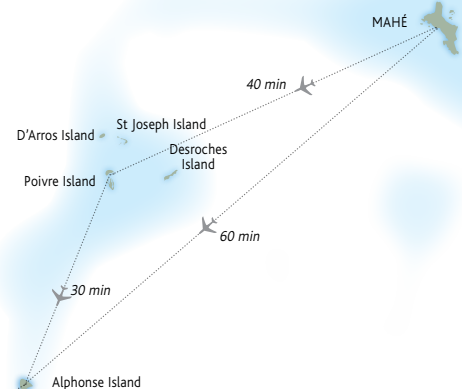 MAHÉ
40 min
St Joseph Island
D'Arros Island
Desroches
Island
Poivre Island
60 min
30 min
Alphonse Island